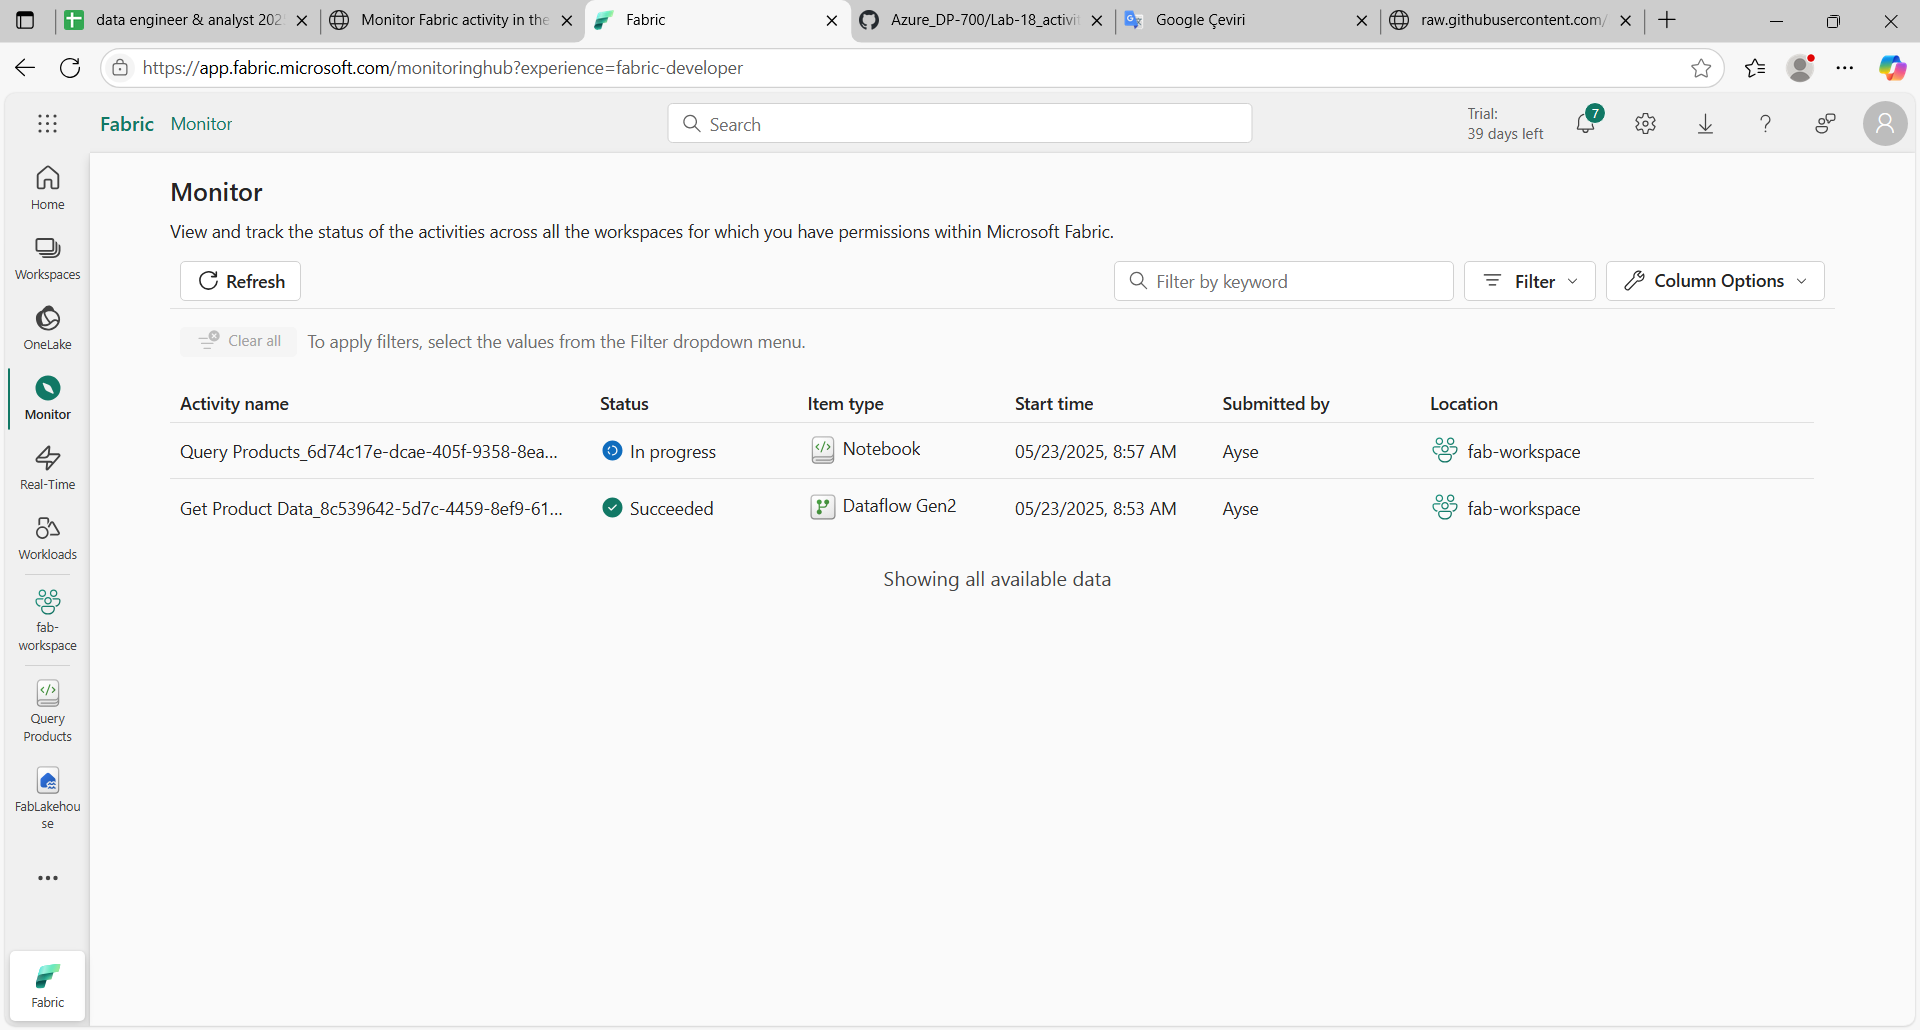 data engineer & analyst 202
Monitor Fabric activity in the
Fabric
Azure_DP-700/Lab-18_activit
Google Çeviri
raw.githubusercontent.com/
https://app.fabric.microsoft.com/monitoringhub?experience=fabric-developer
Fabric Monitor
Search
Trial:
39 days left
7
Home
Workspaces
OneLake
Monitor
Real-Time
Workloads
fab-
workspace
Query
Products
FabLakehou
se
Fabric
Monitor
View and track the status of the activities across all the workspaces for which you have permissions within Microsoft Fabric.
Refresh
Filter by keyword
Filter
Column Options
Clear all
To apply filters, select the values from the Filter dropdown menu.
Activity name Status Item type Start time Submitted by Location
Query Products_6d74c17e-dcae-405f-9358-8ea... In progress Notebook 05/23/2025, 8:57 AM Ayse fab-workspace
Get Product Data_8c539642-5d7c-4459-8ef9-61... Succeeded Dataflow Gen2 05/23/2025, 8:53 AM Ayse fab-workspace
Showing all available data